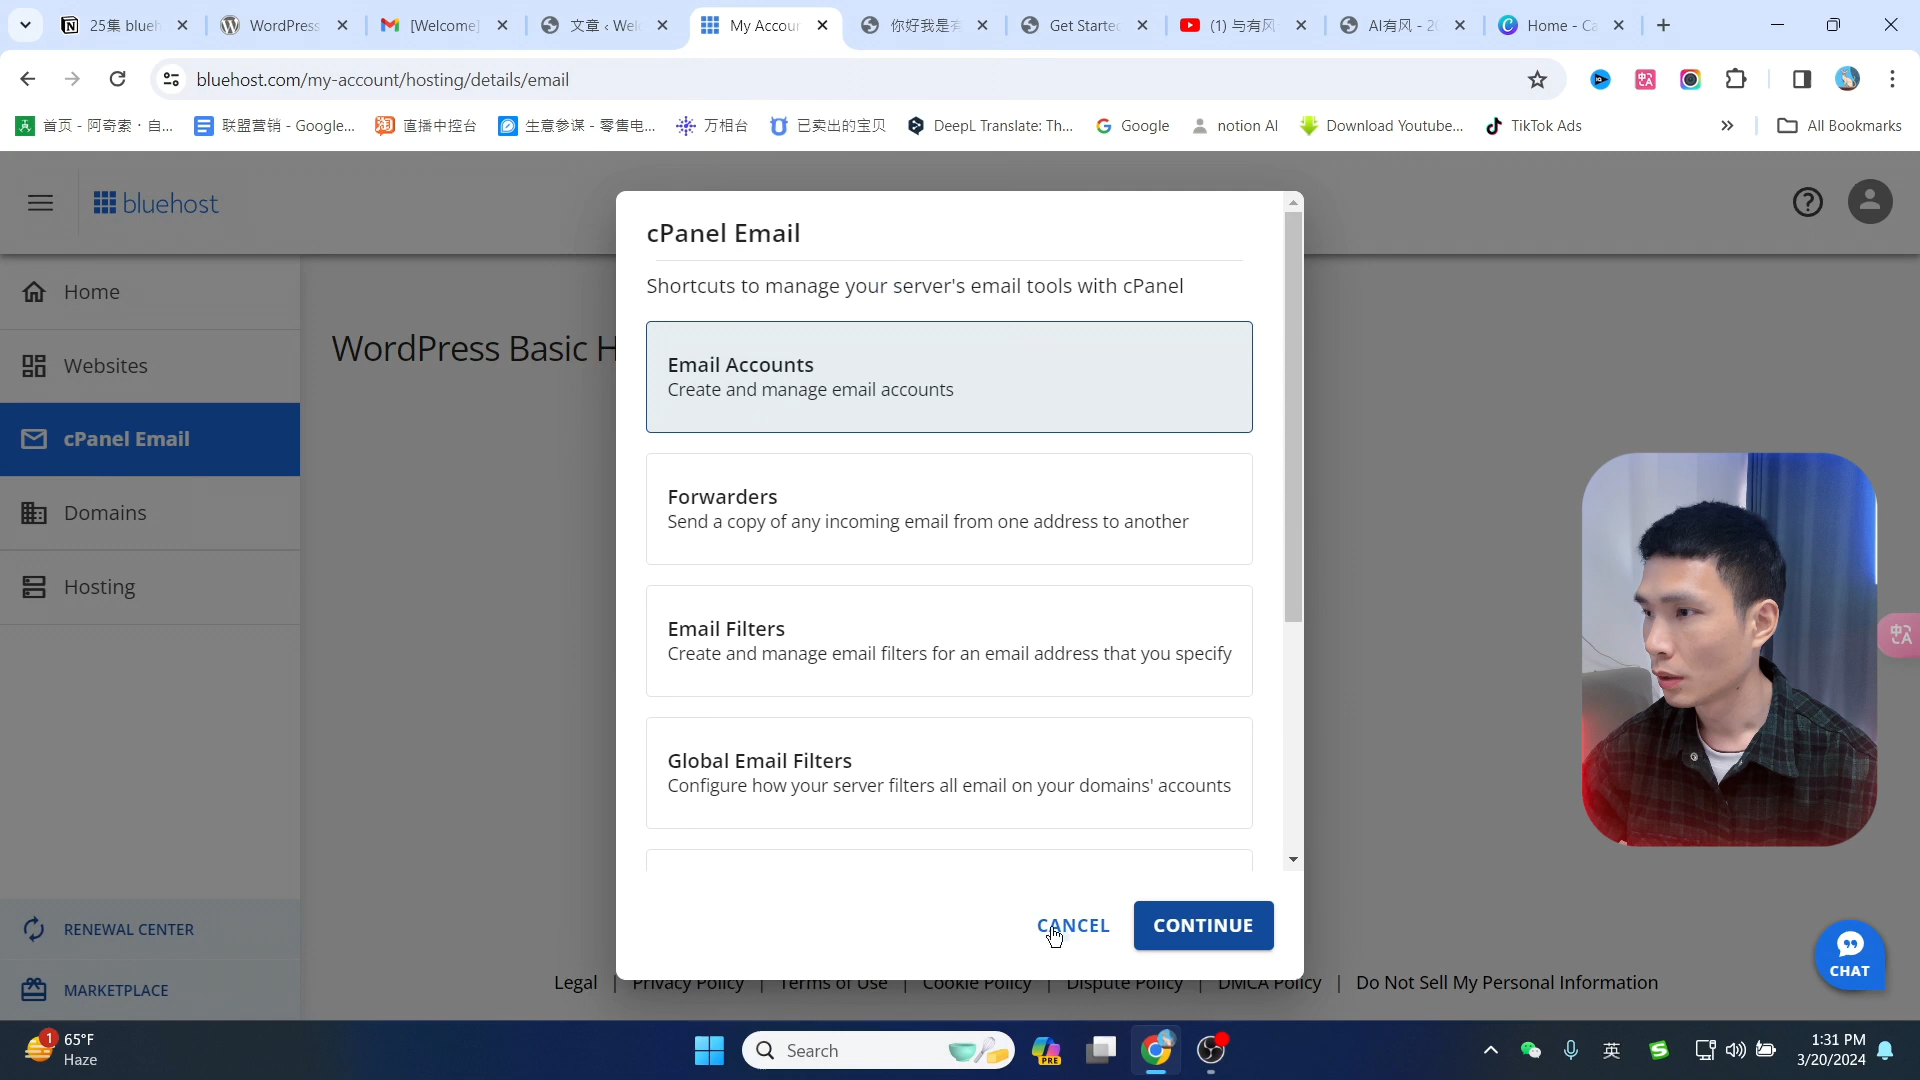 25集 blueh
WordPress
[Welcome]
文章 ‹ Wel
My Accour
你好我是有
Get Starte
(1) 与有风
AI有风 - 20
Home - Ca
bluehost.com/my-account/hosting/details/email
首页 - 阿奇索 · 自...
联盟营销 - Google...
直播中控台
生意参谋 - 零售电...
万相台
已卖出的宝贝
DeepL Translate: Th...
Google
notion AI
Download Youtube...
TikTok Ads
»
All Bookmarks
bluehost
cPanel Email
Shortcuts to manage your server's email tools with cPanel
Home
Websites
cPanel Email
Domains
Hosting
RENEWAL CENTER
MARKETPLACE
WordPress Basic H
Email Accounts
Create and manage email accounts
Forwarders
Send a copy of any incoming email from one address to another
Email Filters
Create and manage email filters for an email address that you specify
Global Email Filters
Configure how your server filters all email on your domains' accounts
CANCEL
CONTINUE
CHAT
Legal | Privacy Policy | Terms of Use | Cookie Policy | Dispute Policy | DMCA Policy | Do Not Sell My Personal Information
1
65°F
Haze
Search
PRE
英
1:31 PM
3/20/2024